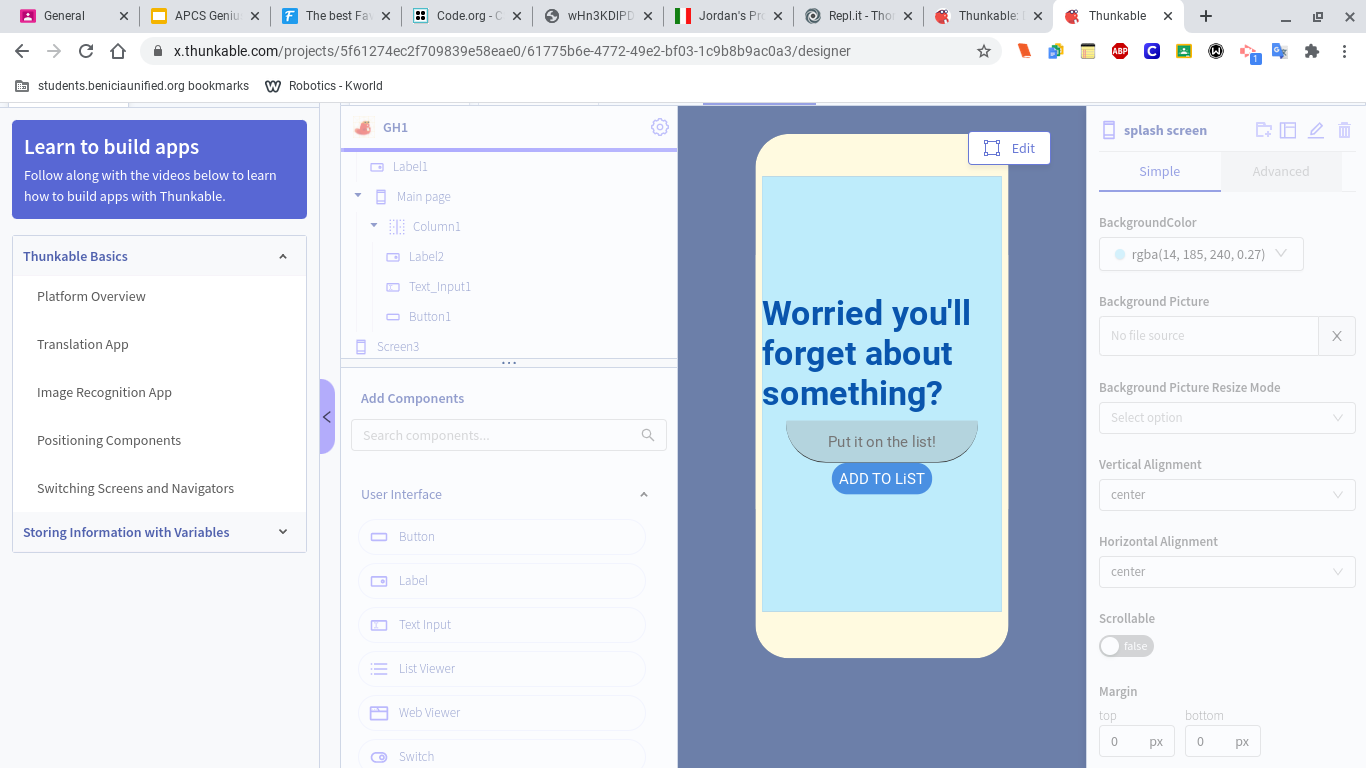 General
APCS Geniu
The best Fav
Code.org - C
wHn3KDIPD
Jordan's Pro
Repl.it - Thor
Thunkable:
Thunkable
x.thunkable.com/projects/5f61274ec2f709839e58eae0/61775b6e-4772-49e2-bf03-1c9b8b9ac0a3/designer
ABP
C
1
students.beniciaunified.org bookmarks
Robotics - Kworld
Learn to build apps
Follow along with the videos below to learn
how to build apps with Thunkable.
Thunkable Basics
Platform Overview
Translation App
Image Recognition App
Positioning Components
Switching Screens and Navigators
Storing Information with Variables
GH1
Label1
Main page
Column1
Label2
Text_Input1
Button1
Screen3
Add Components
Search components...
User Interface
Button
Label
Text Input
List Viewer
Web Viewer
Switch
Edit
Worried you'll
forget about
something?
Put it on the list!
ADD TO LiST
splash screen
Simple
Advanced
BackgroundColor
rgba(14, 185, 240, 0.27)
Background Picture
No file source
X
Background Picture Resize Mode
Select option
Vertical Alignment
center
Horizontal Alignment
center
Scrollable
false
Margin
top
bottom
0 px
0 px